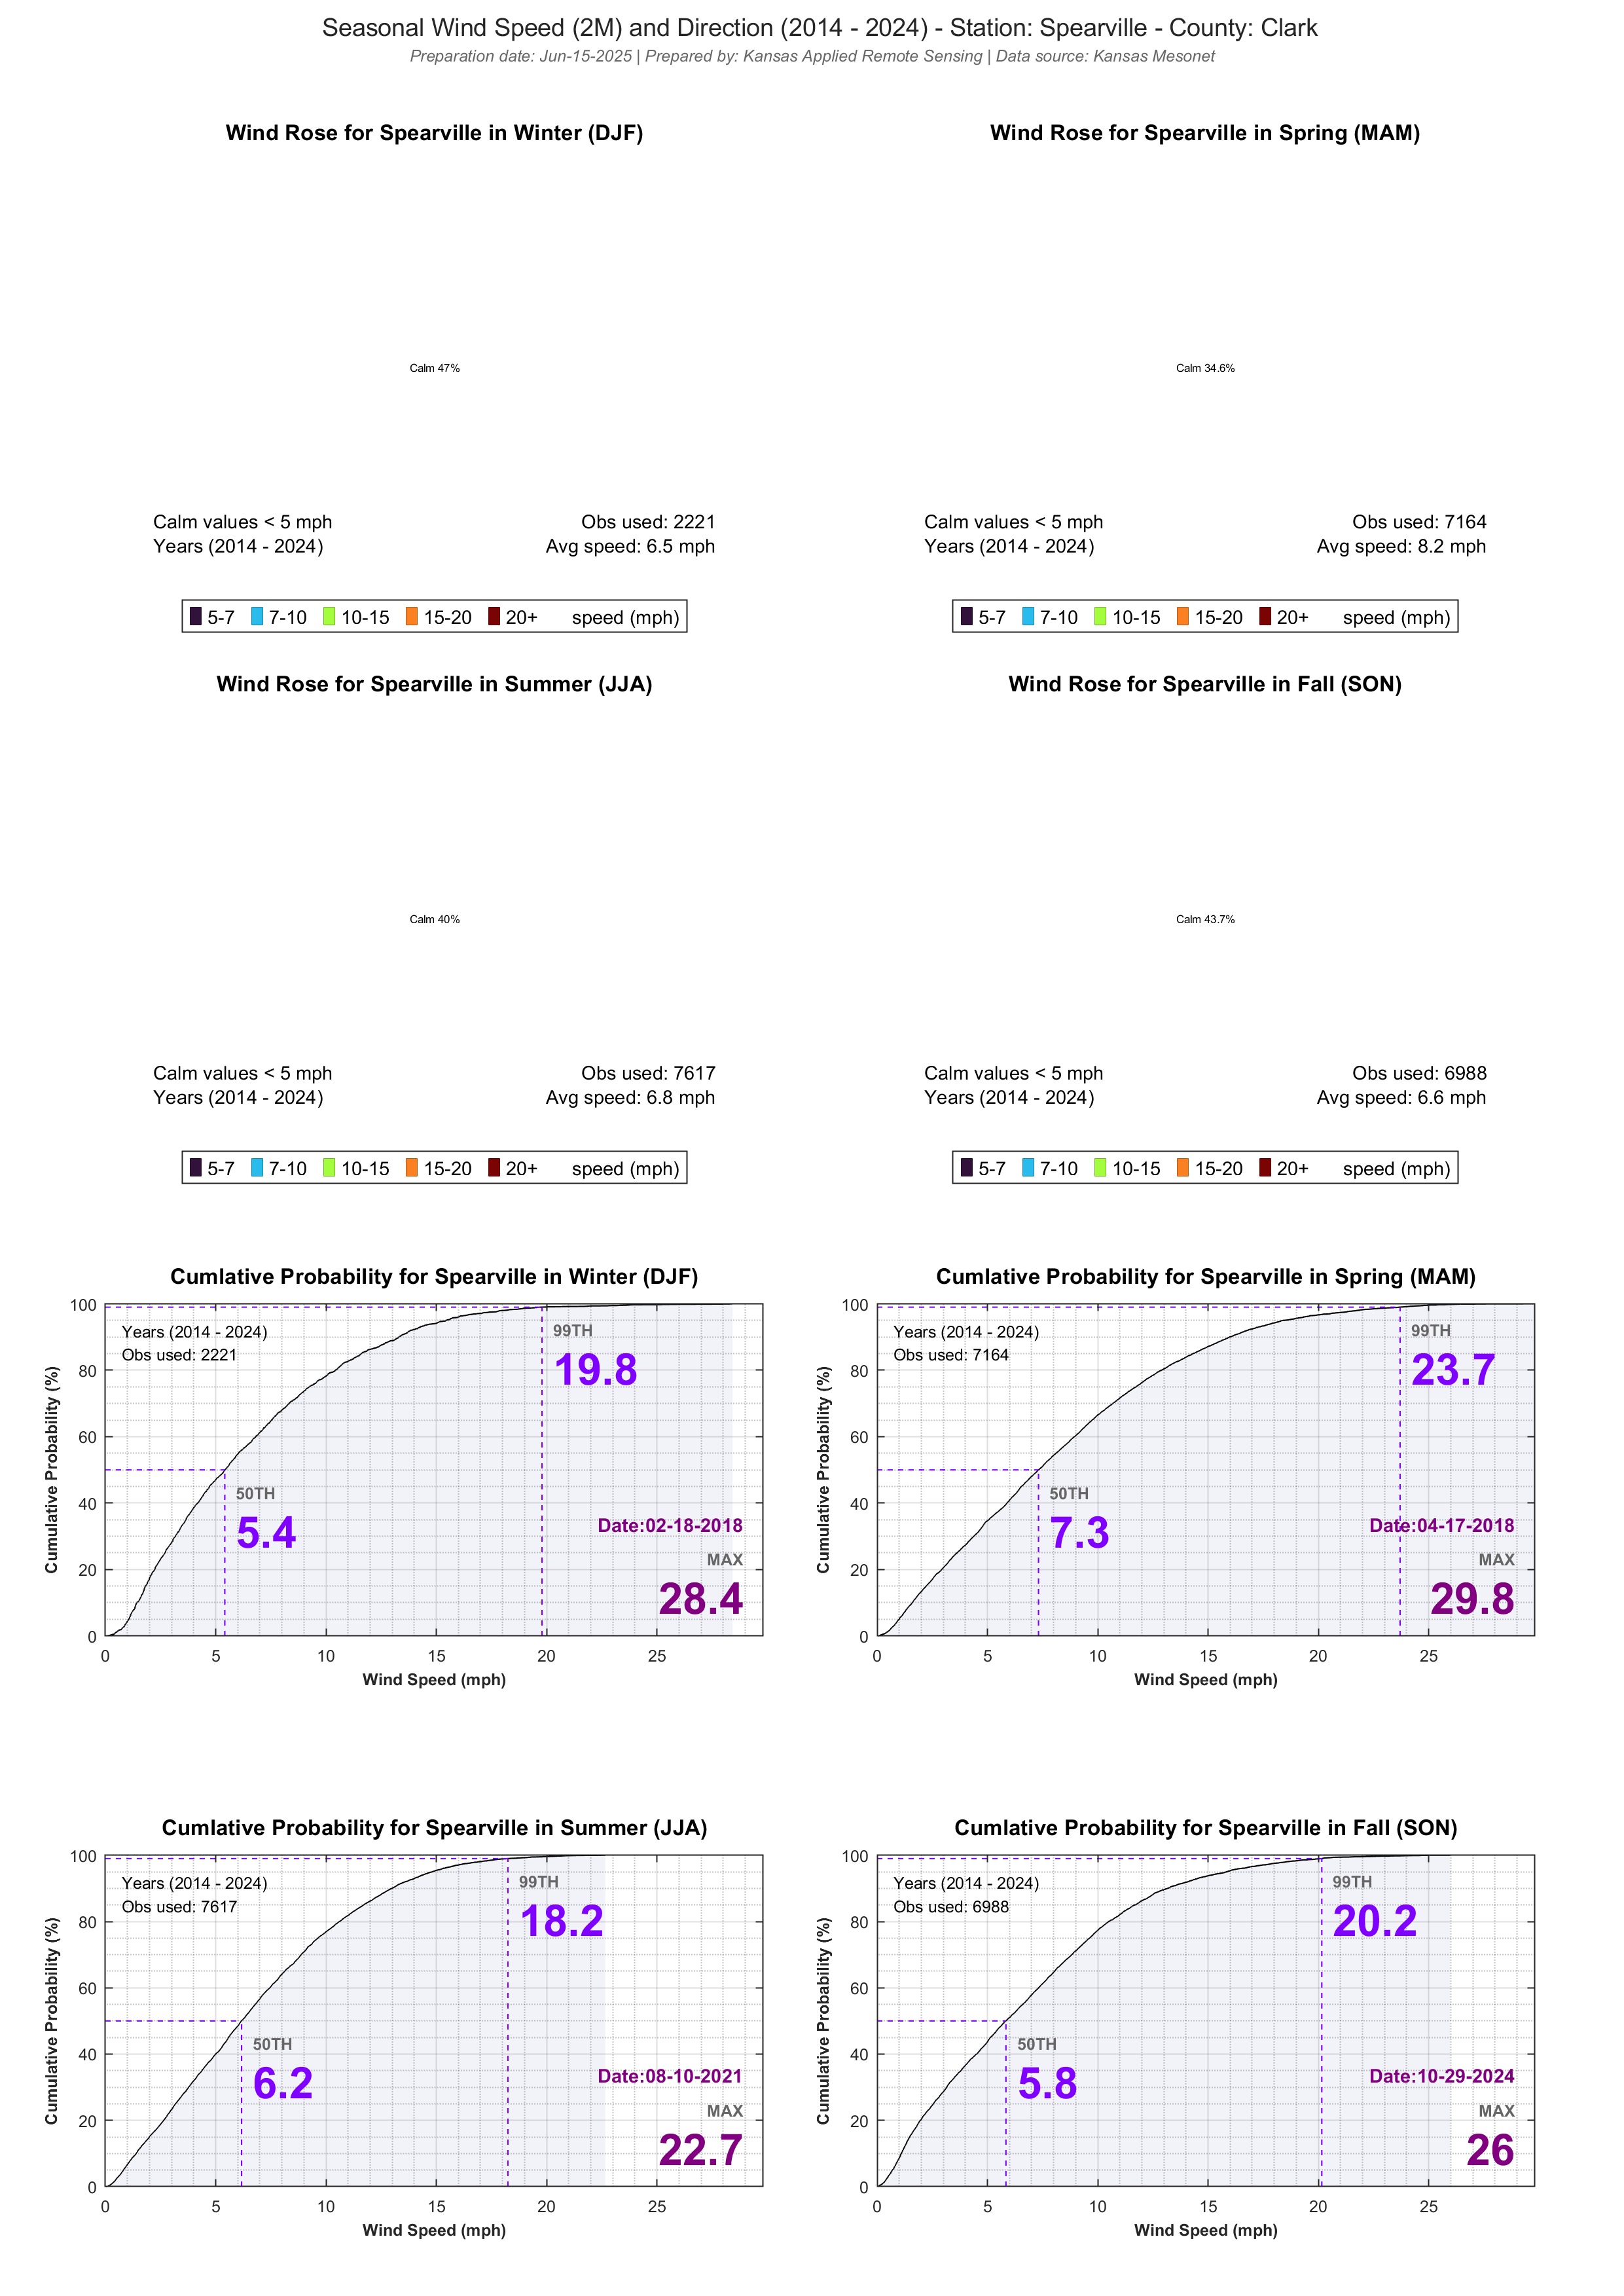 Seasonal Wind Speed (2M) and Direction (2014 - 2024) - Station: Spearville - County: Clark
Preparation date: Jun-15-2025 | Prepared by: Kansas Applied Remote Sensing | Data source: Kansas Mesonet
Wind Rose for Spearville in Winter (DJF)
Calm 47%
Calm values < 5 mph
Obs used: 2221
Years (2014 - 2024)
Avg speed: 6.5 mph
5-7 7-10 10-15 15-20 20+ speed (mph)
Wind Rose for Spearville in Spring (MAM)
Calm 34.6%
Calm values < 5 mph
Obs used: 7164
Years (2014 - 2024)
Avg speed: 8.2 mph
5-7 7-10 10-15 15-20 20+ speed (mph)
Wind Rose for Spearville in Summer (JJA)
Calm 40%
Calm values < 5 mph
Obs used: 7617
Years (2014 - 2024)
Avg speed: 6.8 mph
5-7 7-10 10-15 15-20 20+ speed (mph)
Wind Rose for Spearville in Fall (SON)
Calm 43.7%
Calm values < 5 mph
Obs used: 6988
Years (2014 - 2024)
Avg speed: 6.6 mph
5-7 7-10 10-15 15-20 20+ speed (mph)
Cumlative Probability for Spearville in Winter (DJF)
Cumulative Probability (%)
100
80
60
40
20
0
Years (2014 - 2024)
Obs used: 2221
99TH
19.8
50TH
5.4
Date:02-18-2018
MAX
28.4
0 5 10 15 20 25
Wind Speed (mph)
Cumlative Probability for Spearville in Spring (MAM)
Cumulative Probability (%)
100
80
60
40
20
0
Years (2014 - 2024)
Obs used: 7164
99TH
23.7
50TH
7.3
Date:04-17-2018
MAX
29.8
0 5 10 15 20 25
Wind Speed (mph)
Cumlative Probability for Spearville in Summer (JJA)
Cumulative Probability (%)
100
80
60
40
20
0
Years (2014 - 2024)
Obs used: 7617
99TH
18.2
50TH
6.2
Date:08-10-2021
MAX
22.7
0 5 10 15 20 25
Wind Speed (mph)
Cumlative Probability for Spearville in Fall (SON)
Cumulative Probability (%)
100
80
60
40
20
0
Years (2014 - 2024)
Obs used: 6988
99TH
20.2
50TH
5.8
Date:10-29-2024
MAX
26
0 5 10 15 20 25
Wind Speed (mph)